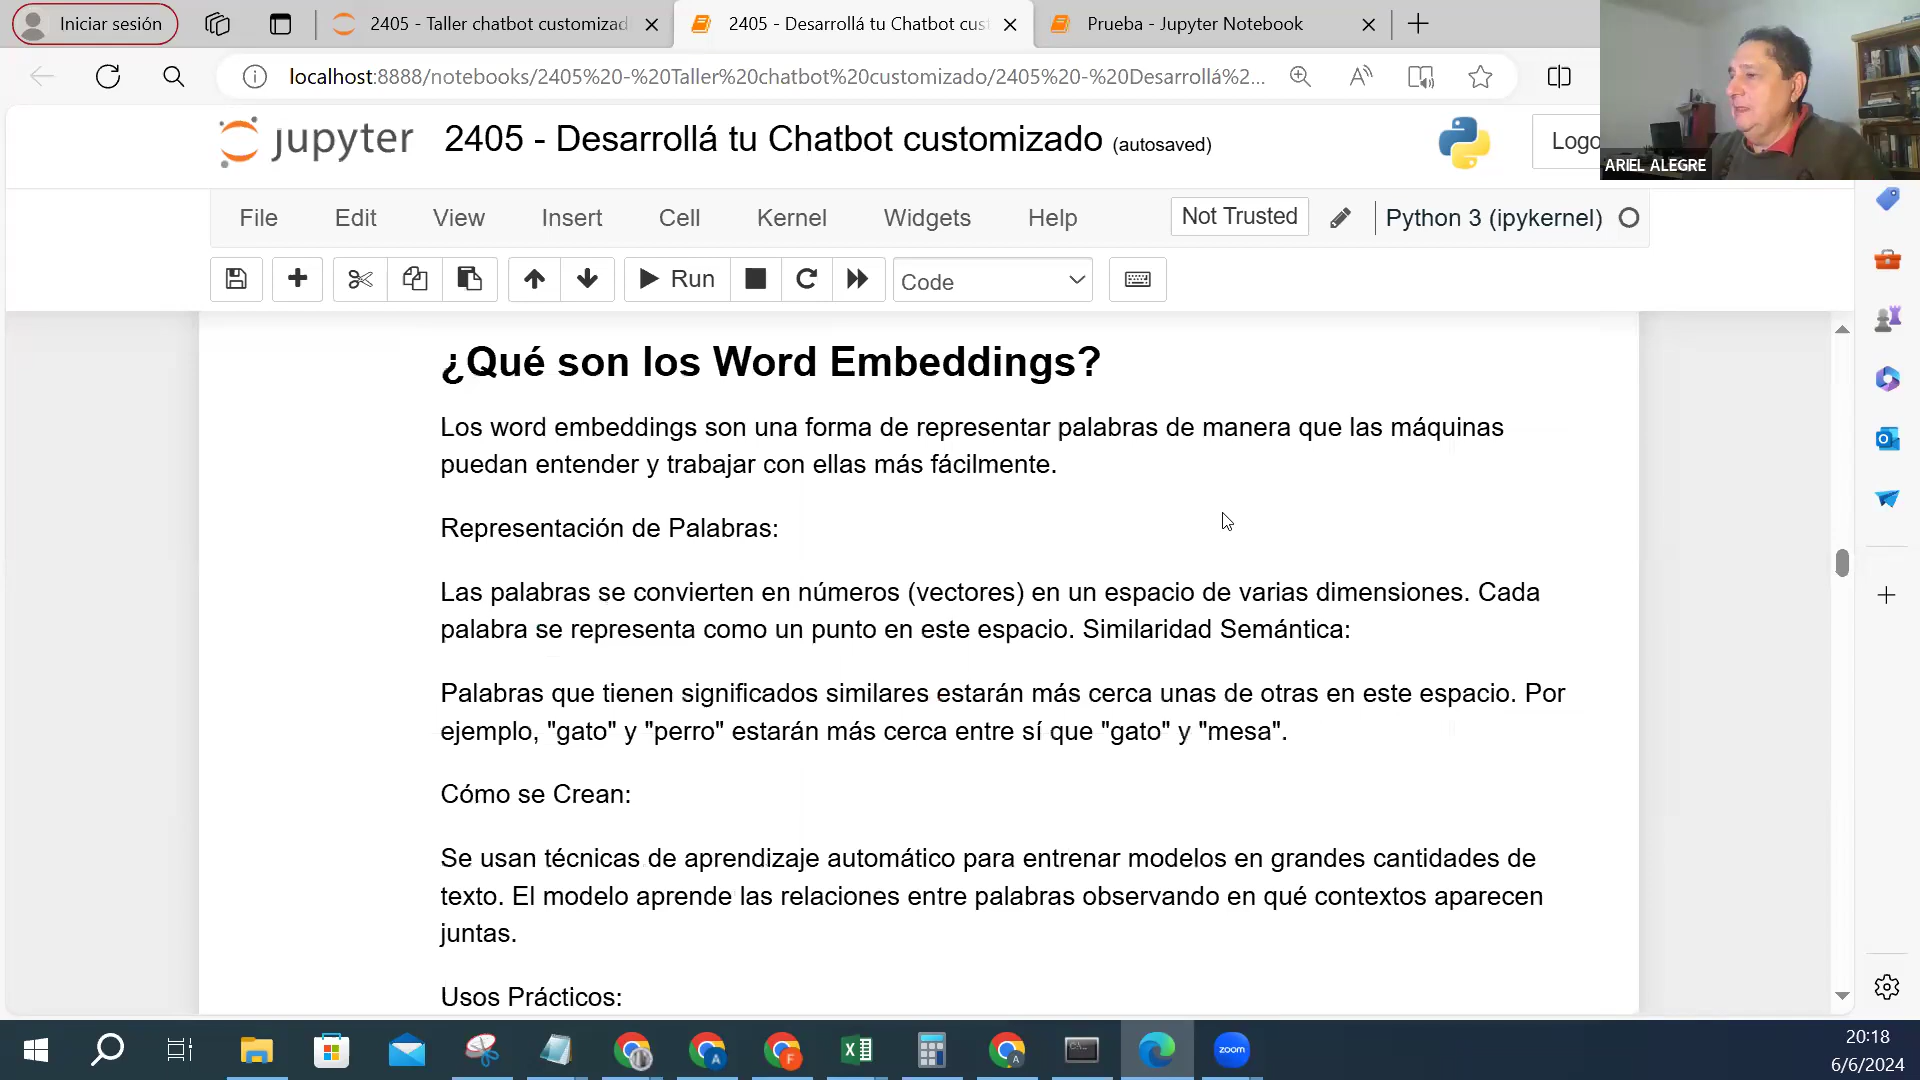 Iniciar sesión
2405 - Taller chatbot customizad
2405 - Desarrollá tu Chatbot cus
Prueba - Jupyter Notebook
localhost:8888/notebooks/2405%20-%20Taller%20chatbot%20customizado/2405%20-%20Desarrollá%2...
jupyter
2405 - Desarrollá tu Chatbot customizado (autosaved)
Logo
ARIEL ALEGRE
File Edit View Insert Cell Kernel Widgets Help
Not Trusted
Python 3 (ipykernel)
Run
Code
¿Qué son los Word Embeddings?
Los word embeddings son una forma de representar palabras de manera que las máquinas
puedan entender y trabajar con ellas más fácilmente.
Representación de Palabras:
Las palabras se convierten en números (vectores) en un espacio de varias dimensiones. Cada
palabra se representa como un punto en este espacio. Similaridad Semántica:
Palabras que tienen significados similares estarán más cerca unas de otras en este espacio. Por
ejemplo, "gato" y "perro" estarán más cerca entre sí que "gato" y "mesa".
Cómo se Crean:
Se usan técnicas de aprendizaje automático para entrenar modelos en grandes cantidades de
texto. El modelo aprende las relaciones entre palabras observando en qué contextos aparecen
juntas.
Usos Prácticos:
zoom
20:18
6/6/2024